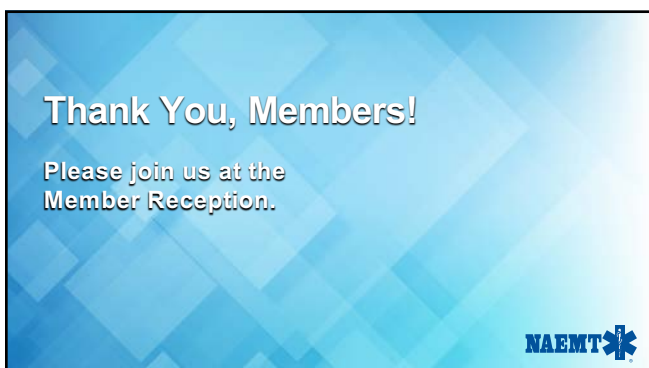 Thank You, Members!
Please join us at the
Member Reception.
NAEMT